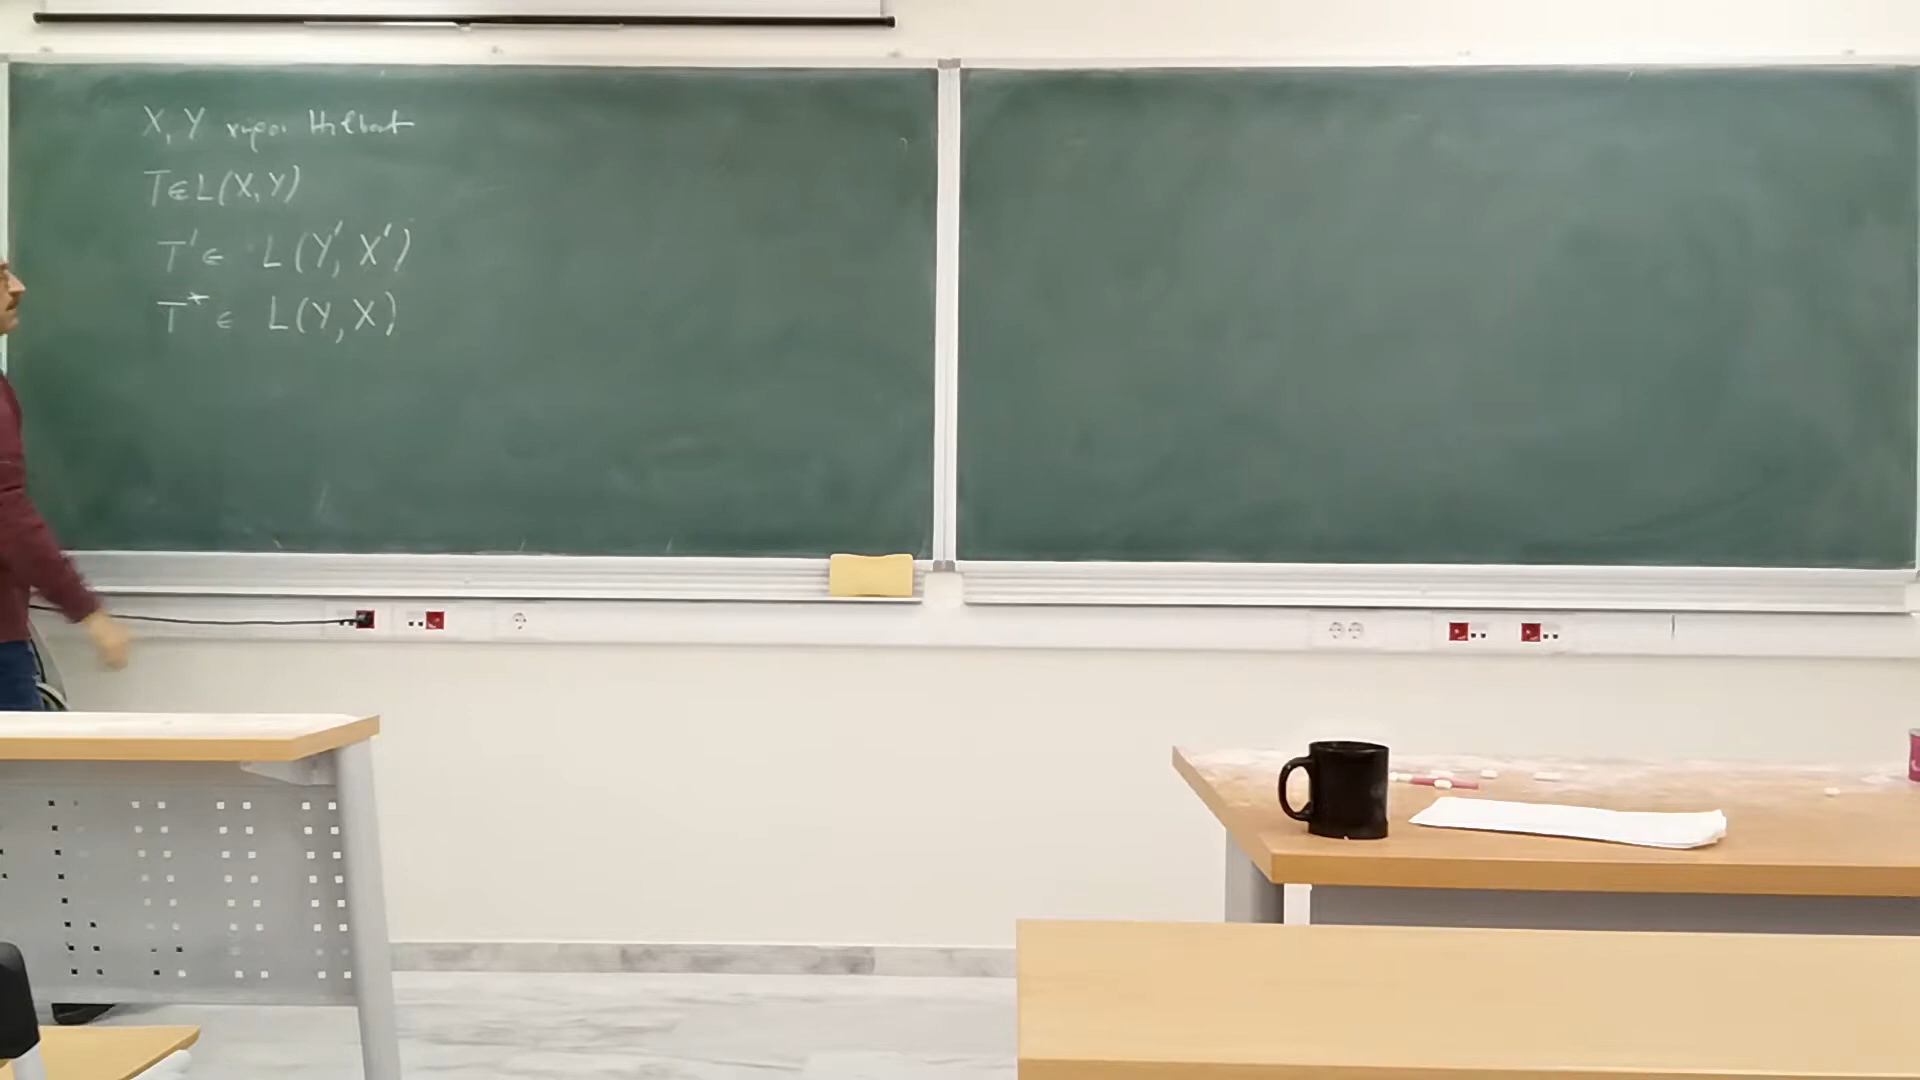 X, Y χώροι Hilbert
T ∈ L(X, Y)
T' ∈ L(Y', X')
T* ∈ L(Y, X)